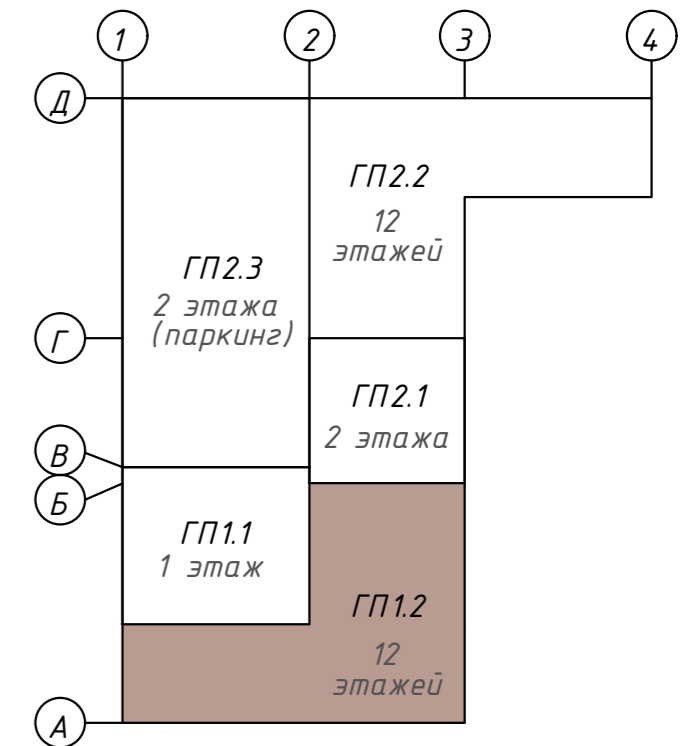 1 2 3 4
Д
ГП2.2
12
этажей
ГП2.3
2 этажа
(паркинг)
Г
ГП2.1
2 этажа
В
Б
ГП1.1
1 этаж
ГП1.2
12
этажей
А